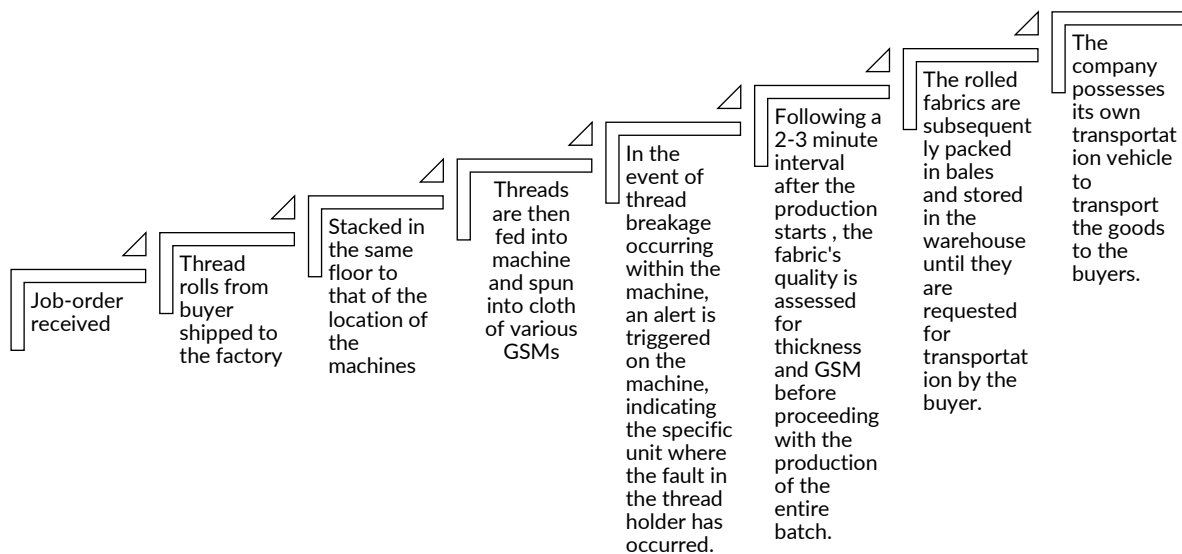 Job-order
received
Thread
rolls from
buyer
shipped to
the factory
Stacked in
the same
floor to
that of the
location of
the
machines
Threads
are then
fed into
machine
and spun
into cloth
of various
GSMs
In the
event of
thread
breakage
occurring
within the
machine,
an alert is
triggered
on the
machine,
indicating
the specific
unit where
the fault in
the thread
holder has
occurred.
Following a
2-3 minute
interval
after the
production
starts , the
fabric's
quality is
assessed
for
thickness
and GSM
before
proceeding
with the
production
of the
entire
batch.
The rolled
fabrics are
subsequent
ly packed
in bales
and stored
in the
warehouse
until they
are
requested
for
transportat
ion by the
buyer.
The
company
possesses
its own
transportat
ion vehicle
to
transport
the goods
to the
buyers.